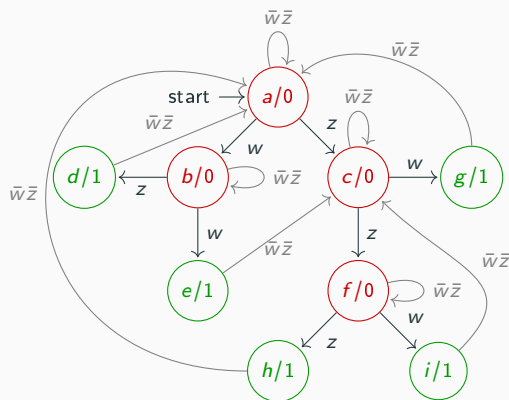 w̄z̄
w̄z̄
start
a/0
w̄z̄
z
w̄z̄
w
d/1
z
b/0
w̄z̄
c/0
w
g/1
w̄z̄
w
z
w̄z̄
w̄z̄
e/1
f/0
w̄z̄
z
w
h/1
i/1